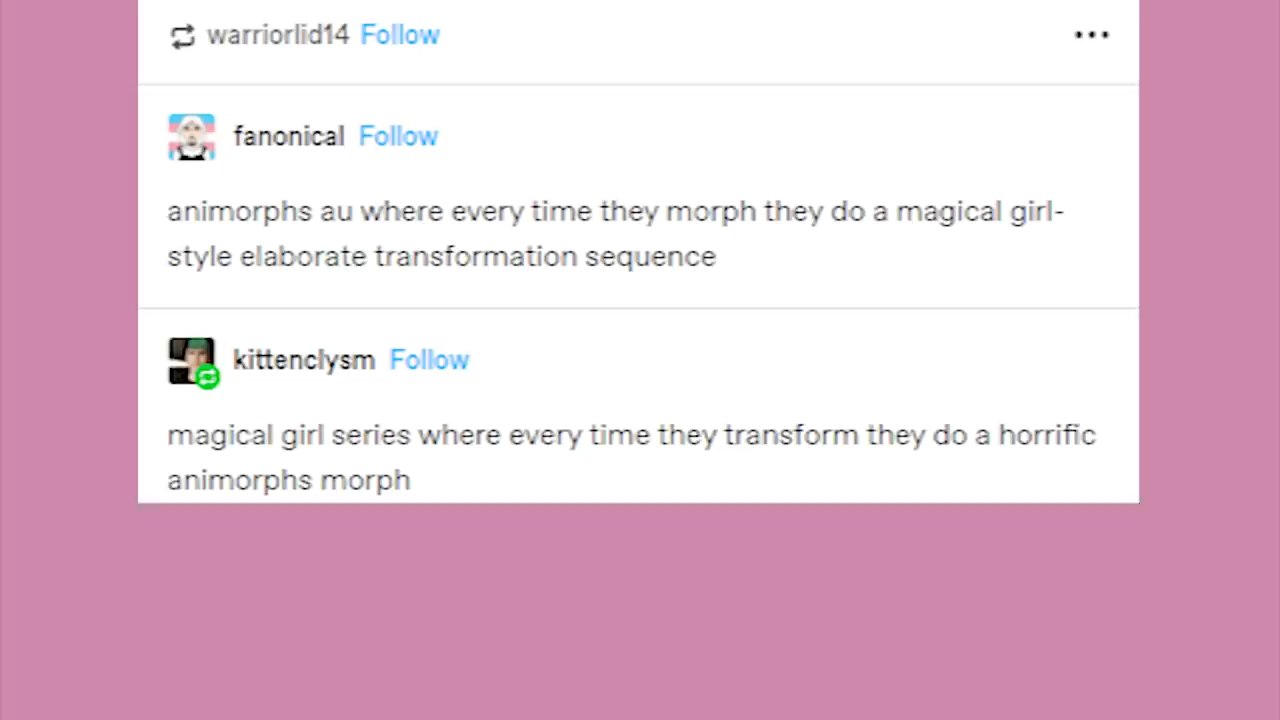 warriorlid14 Follow
fanonical Follow
animorphs au where every time they morph they do a magical girl-
style elaborate transformation sequence
kittenclysm Follow
magical girl series where every time they transform they do a horrific
animorphs morph